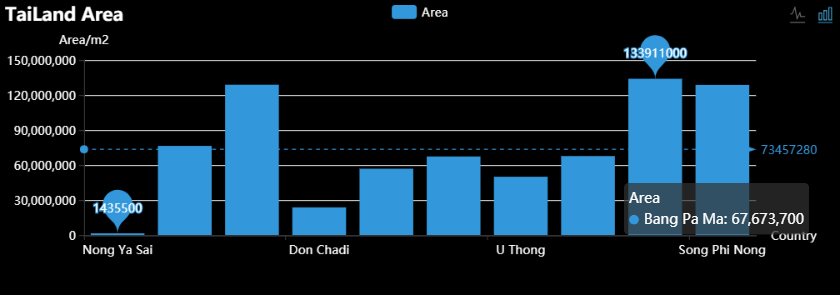 TaiLand Area
Area
Area/m2
150,000,000
120,000,000
90,000,000
60,000,000
30,000,000
0
1435500
133911000
73457280
Area
Bang Pa Ma: 67,673,700
Country
Nong Ya Sai
Don Chadi
U Thong
Song Phi Nong